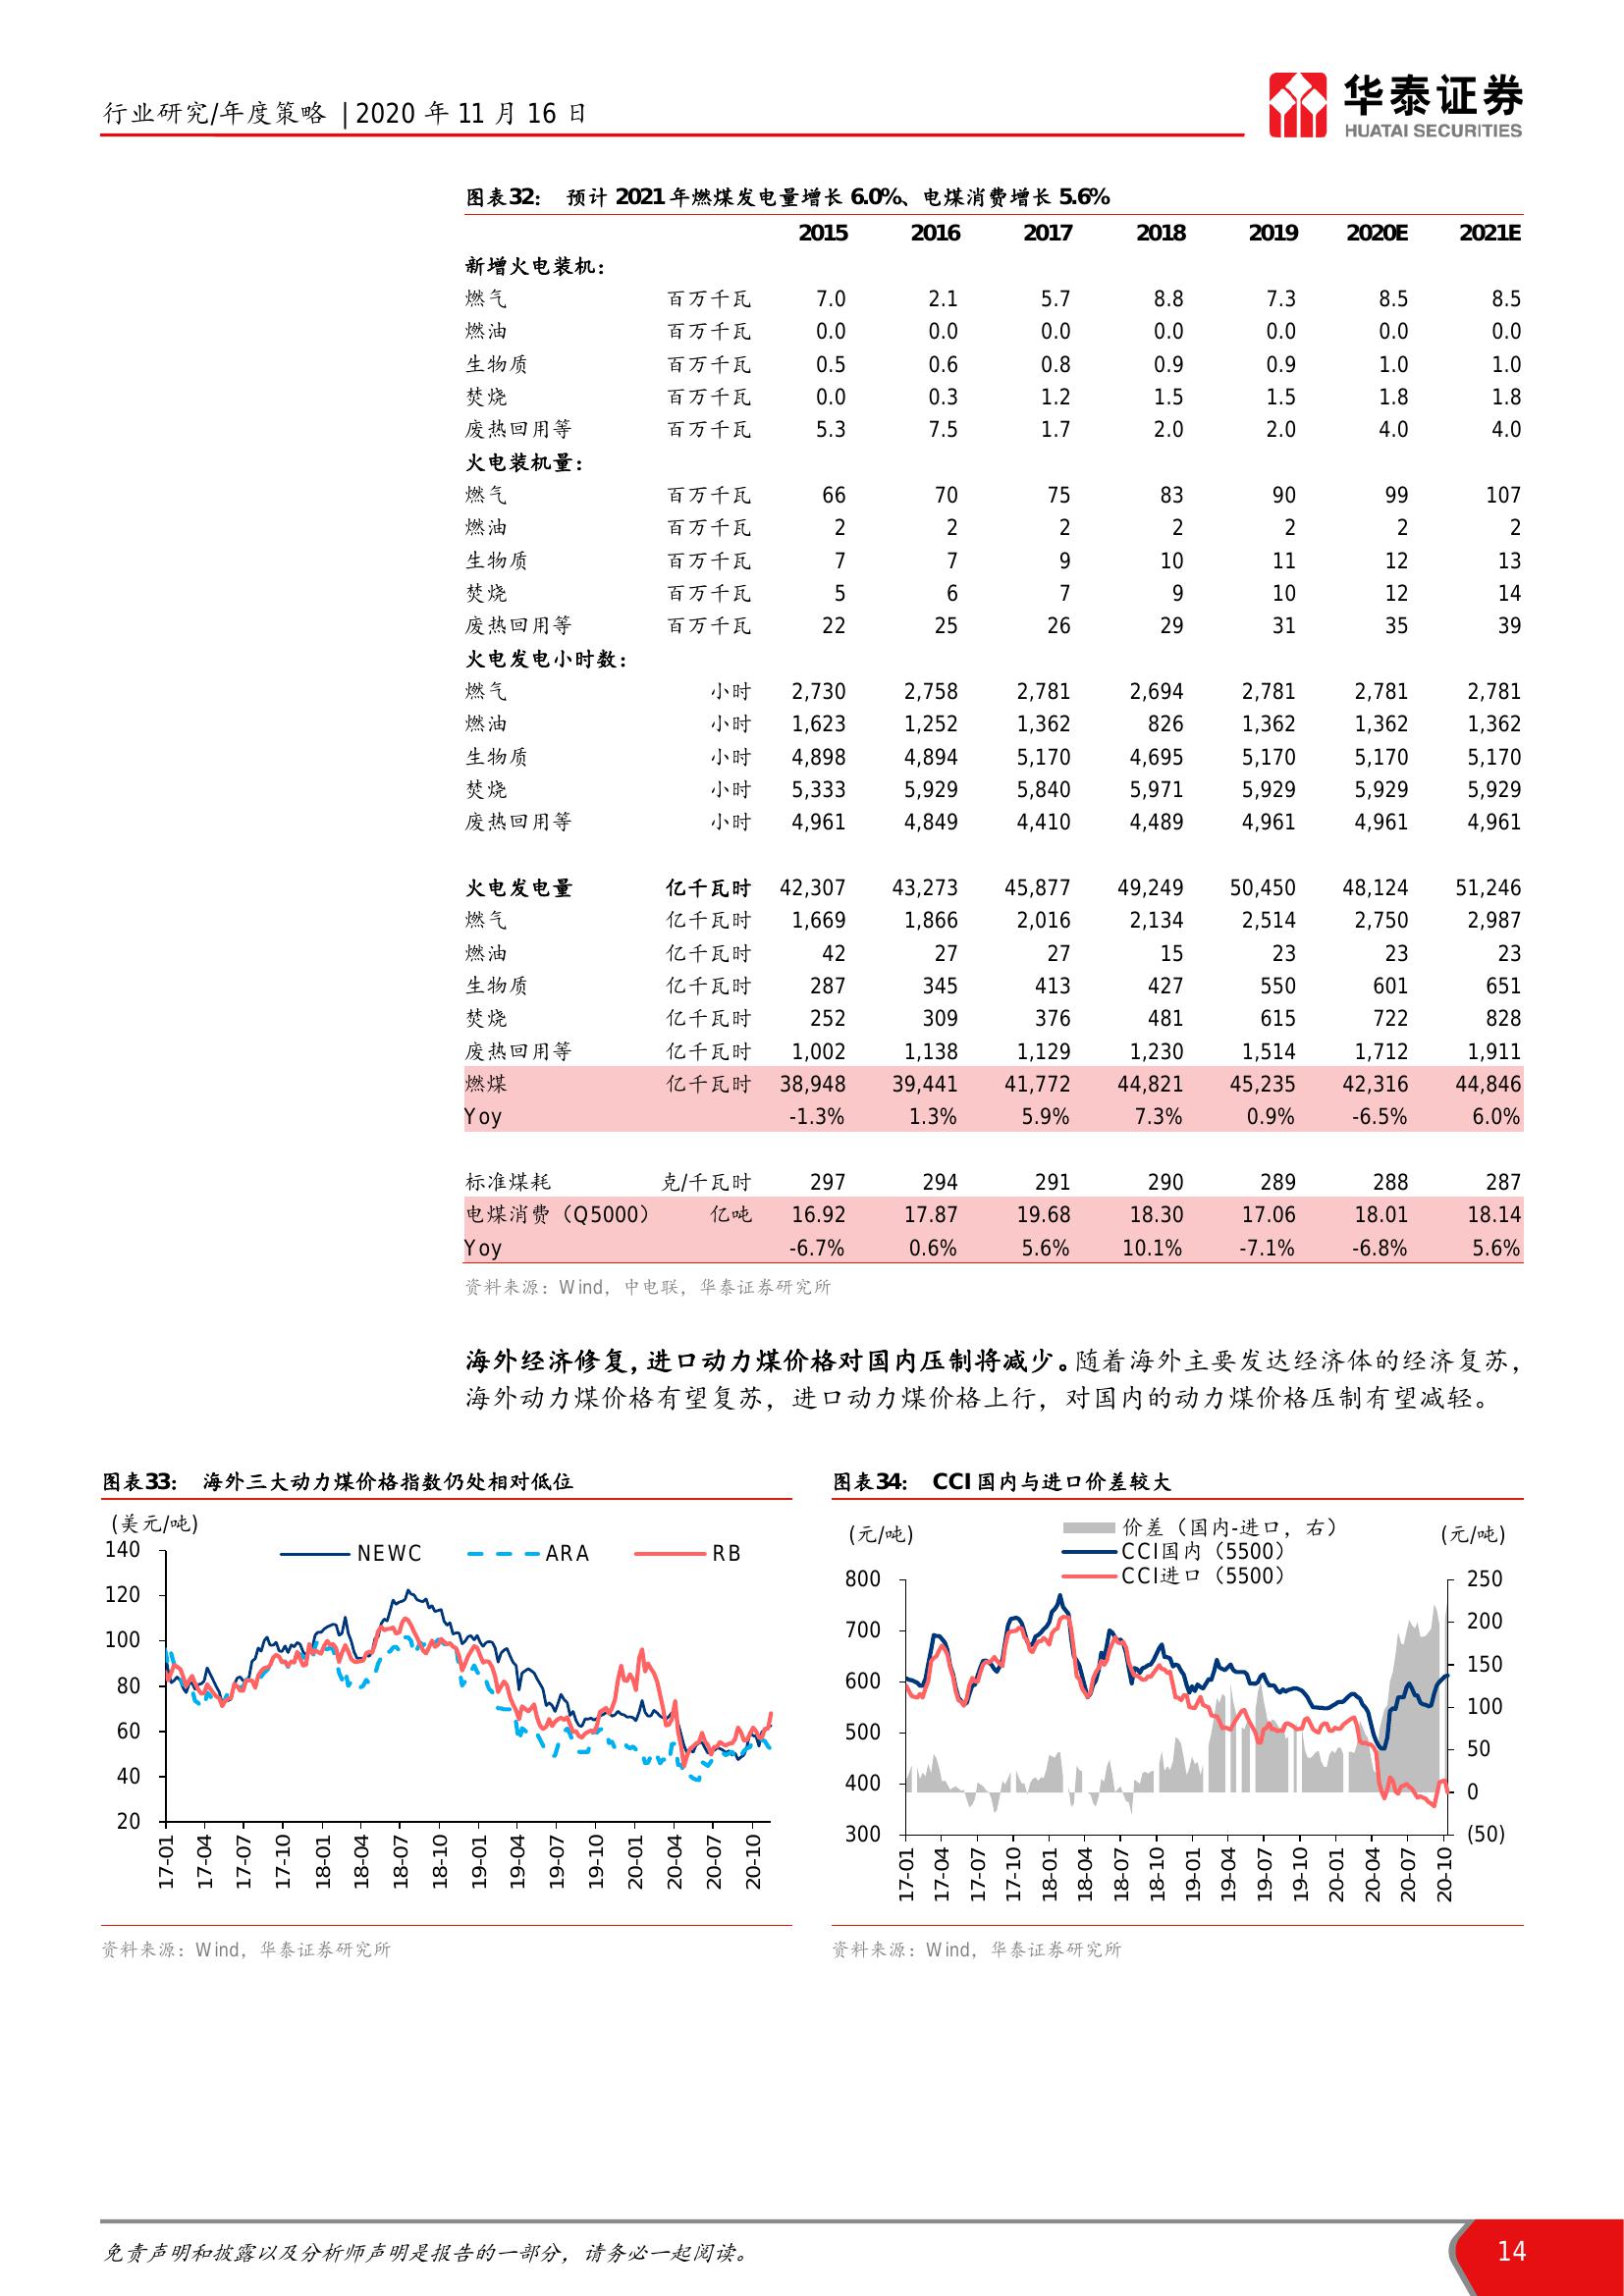 行业研究/年度策略 | 2020 年 11 月 16 日
华泰证券
HUATAI SECURITIES
图表32： 预计 2021 年燃煤发电量增长 6.0%、电煤消费增长 5.6%
2015 2016 2017 2018 2019 2020E 2021E
新增火电装机：
燃气 百万千瓦 7.0 2.1 5.7 8.8 7.3 8.5 8.5
燃油 百万千瓦 0.0 0.0 0.0 0.0 0.0 0.0 0.0
生物质 百万千瓦 0.5 0.6 0.8 0.9 0.9 1.0 1.0
焚烧 百万千瓦 0.0 0.3 1.2 1.5 1.5 1.8 1.8
废热回用等 百万千瓦 5.3 7.5 1.7 2.0 2.0 4.0 4.0
火电装机量：
燃气 百万千瓦 66 70 75 83 90 99 107
燃油 百万千瓦 2 2 2 2 2 2 2
生物质 百万千瓦 7 7 9 10 11 12 13
焚烧 百万千瓦 5 6 7 9 10 12 14
废热回用等 百万千瓦 22 25 26 29 31 35 39
火电发电小时数：
燃气 小时 2,730 2,758 2,781 2,694 2,781 2,781 2,781
燃油 小时 1,623 1,252 1,362 826 1,362 1,362 1,362
生物质 小时 4,898 4,894 5,170 4,695 5,170 5,170 5,170
焚烧 小时 5,333 5,929 5,840 5,971 5,929 5,929 5,929
废热回用等 小时 4,961 4,849 4,410 4,489 4,961 4,961 4,961
火电发电量 亿千瓦时 42,307 43,273 45,877 49,249 50,450 48,124 51,246
燃气 亿千瓦时 1,669 1,866 2,016 2,134 2,514 2,750 2,987
燃油 亿千瓦时 42 27 27 15 23 23 23
生物质 亿千瓦时 287 345 413 427 550 601 651
焚烧 亿千瓦时 252 309 376 481 615 722 828
废热回用等 亿千瓦时 1,002 1,138 1,129 1,230 1,514 1,712 1,911
燃煤 亿千瓦时 38,948 39,441 41,772 44,821 45,235 42,316 44,846
Yoy -1.3% 1.3% 5.9% 7.3% 0.9% -6.5% 6.0%
标准煤耗 克/千瓦时 297 294 291 290 289 288 287
电煤消费（Q5000） 亿吨 16.92 17.87 19.68 18.30 17.06 18.01 18.14
Yoy -6.7% 0.6% 5.6% 10.1% -7.1% -6.8% 5.6%
资料来源：Wind，中电联，华泰证券研究所
海外经济修复，进口动力煤价格对国内压制将减少。随着海外主要发达经济体的经济复苏，
海外动力煤价格有望复苏，进口动力煤价格上行，对国内的动力煤价格压制有望减轻。
图表33： 海外三大动力煤价格指数仍处相对低位
(美元/吨)
NEWC ARA RB
140
120
100
80
60
40
20
17-01 17-04 17-07 17-10 18-01 18-04 18-07 18-10 19-01 19-04 19-07 19-10 20-01 20-04 20-07 20-10
资料来源：Wind，华泰证券研究所
图表34： CCI 国内与进口价差较大
(元/吨) (元/吨)
价差（国内-进口，右）
CCI国内（5500）
CCI进口（5500）
800 250
700 200
600 150
500 100
400 50
300 0
(50)
17-01 17-04 17-07 17-10 18-01 18-04 18-07 18-10 19-01 19-04 19-07 19-10 20-01 20-04 20-07 20-10
资料来源：Wind，华泰证券研究所
免责声明和披露以及分析师声明是报告的一部分，请务必一起阅读。
14